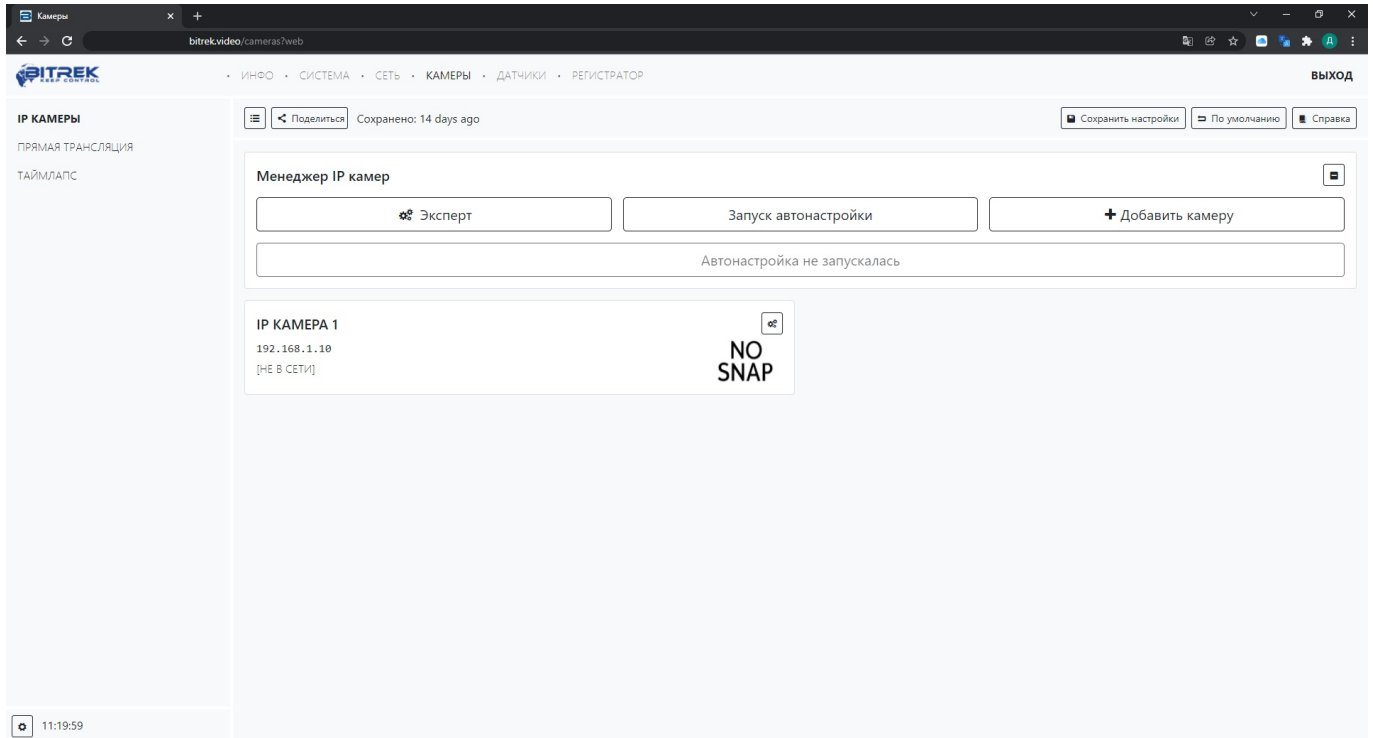 Камеры
bitrek.video/cameras?web
Д
BITREK
KEEP CONTROL
• ИНФО • СИСТЕМА • СЕТЬ • КАМЕРЫ • ДАТЧИКИ • РЕГИСТРАТОР
ВЫХОД
IP КАМЕРЫ
ПРЯМАЯ ТРАНСЛЯЦИЯ
ТАЙМЛАПС
Поделиться Сохранено: 14 days ago
Сохранить настройки По умолчанию Справка
Менеджер IP камер
Эксперт Запуск автонастройки Добавить камеру
Автонастройка не запускалась
IP КАМЕРА 1
192.168.1.10
[НЕ В СЕТИ]
NO
SNAP
11:19:59